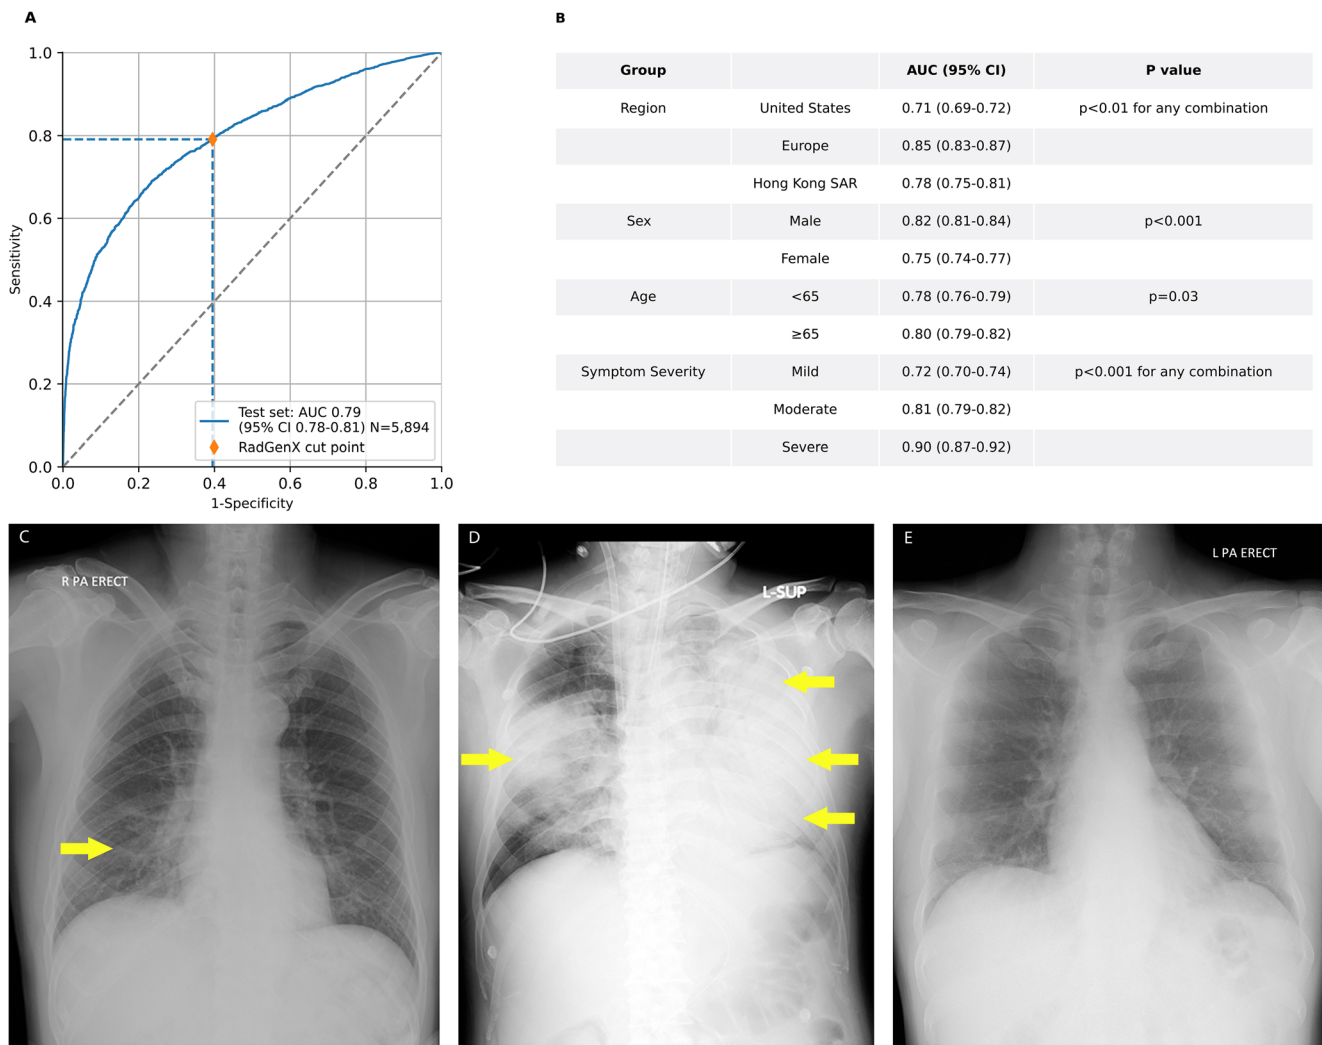 A
1.0
0.8
0.6
0.4
0.2
0.0
Sensitivity
0.0 0.2 0.4 0.6 0.8 1.0
1-Specificity
Test set: AUC 0.79
(95% CI 0.78-0.81) N=5,894
RadGenX cut point
B
Group AUC (95% CI) P value
Region United States 0.71 (0.69-0.72) p<0.01 for any combination
Europe 0.85 (0.83-0.87)
Hong Kong SAR 0.78 (0.75-0.81)
Sex Male 0.82 (0.81-0.84) p<0.001
Female 0.75 (0.74-0.77)
Age <65 0.78 (0.76-0.79) p=0.03
≥65 0.80 (0.79-0.82)
Symptom Severity Mild 0.72 (0.70-0.74) p<0.001 for any combination
Moderate 0.81 (0.79-0.82)
Severe 0.90 (0.87-0.92)
C
R PA ERECT
D
L-SUP
E
L PA ERECT